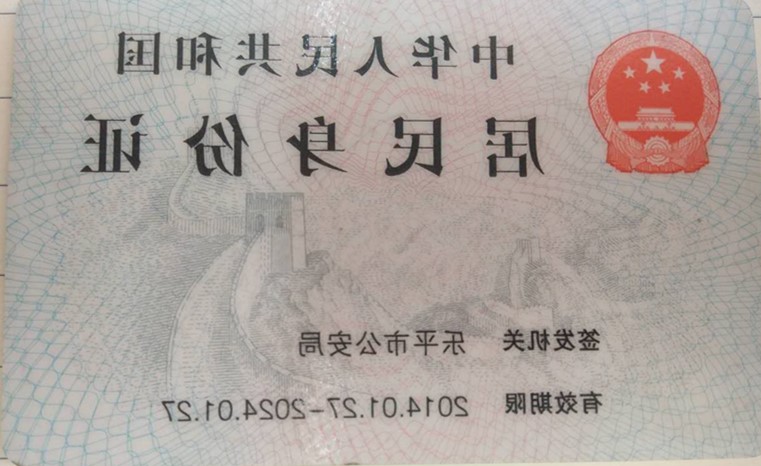 中华人民共和国
居民身份证
签发机关 乐平市公安局
有效期限 2014.01.27-2024.01.27